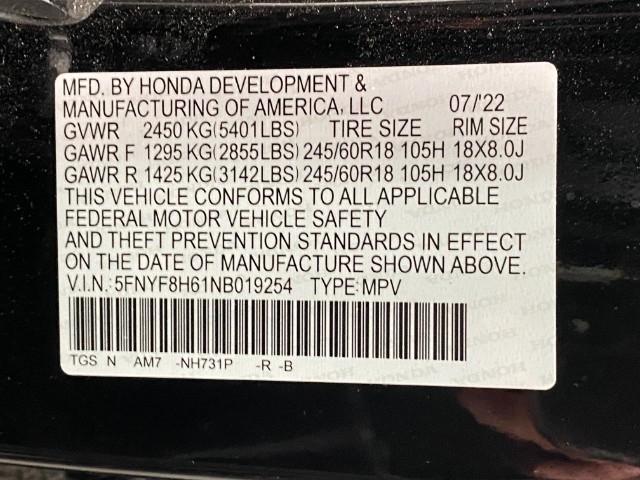 MFD. BY HONDA DEVELOPMENT &
MANUFACTURING OF AMERICA, LLC 07/'22
GVWR 2450 KG(5401LBS) TIRE SIZE RIM SIZE
GAWR F 1295 KG(2855LBS) 245/60R18 105H 18X8.0J
GAWR R 1425 KG(3142LBS) 245/60R18 105H 18X8.0J
THIS VEHICLE CONFORMS TO ALL APPLICABLE
FEDERAL MOTOR VEHICLE SAFETY
AND THEFT PREVENTION STANDARDS IN EFFECT
ON THE DATE OF MANUFACTURE SHOWN ABOVE.
V.I.N.:5FNYF8H61NB019254 TYPE:MPV
TGS N AM7 -NH731P -R -B